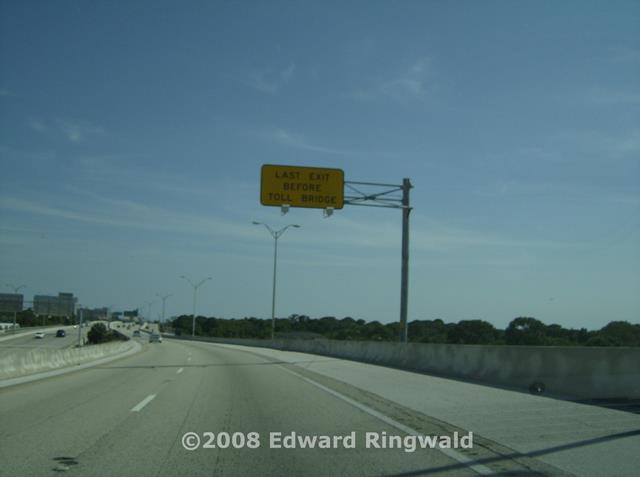 LAST EXIT
BEFORE
TOLL BRIDGE
©2008 Edward Ringwald